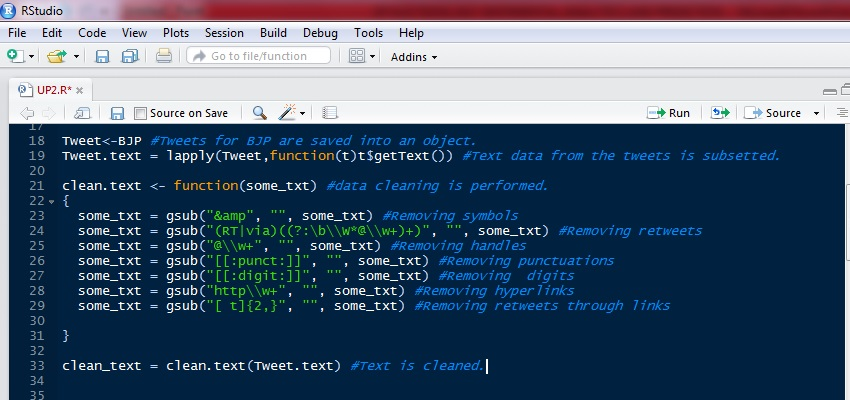 RStudio
File Edit Code View Plots Session Build Debug Tools Help
Go to file/function Addins
UP2.R*
Source on Save Run Source
17
18 Tweet<-BJP #Tweets for BJP are saved into an object.
19 Tweet.text = lapply(Tweet,function(t)t$getText()) #Text data from the tweets is subsetted.
20
21 clean.text <- function(some_txt) #data cleaning is performed.
22 {
23 some_txt = gsub("&amp", "", some_txt) #Removing symbols
24 some_txt = gsub("(RT|via)((?:\b\\W*@\\w+)+)", "", some_txt) #Removing retweets
25 some_txt = gsub("@\\w+", "", some_txt) #Removing handles
26 some_txt = gsub("[[:punct:]]", "", some_txt) #Removing punctuations
27 some_txt = gsub("[[:digit:]]", "", some_txt) #Removing  digits
28 some_txt = gsub("http\\w+", "", some_txt) #Removing hyperlinks
29 some_txt = gsub("[ t]{2,}", "", some_txt) #Removing retweets through links
30
31 }
32
33 clean_text = clean.text(Tweet.text) #Text is cleaned.
34
35